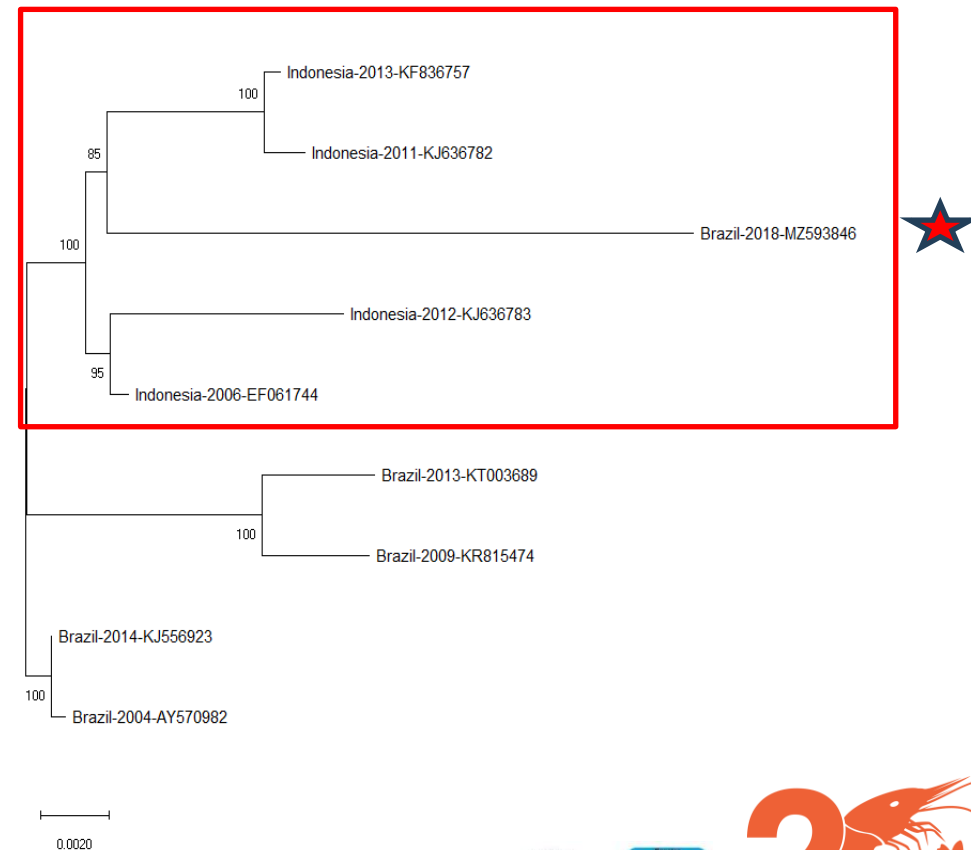 Indonesia-2013-KF836757
100
Indonesia-2011-KJ636782
85
Brazil-2018-MZ593846
100
Indonesia-2012-KJ636783
95
Indonesia-2006-EF061744
Brazil-2013-KT003689
100
Brazil-2009-KR815474
Brazil-2014-KJ556923
100
Brazil-2004-AY570982
0.0020